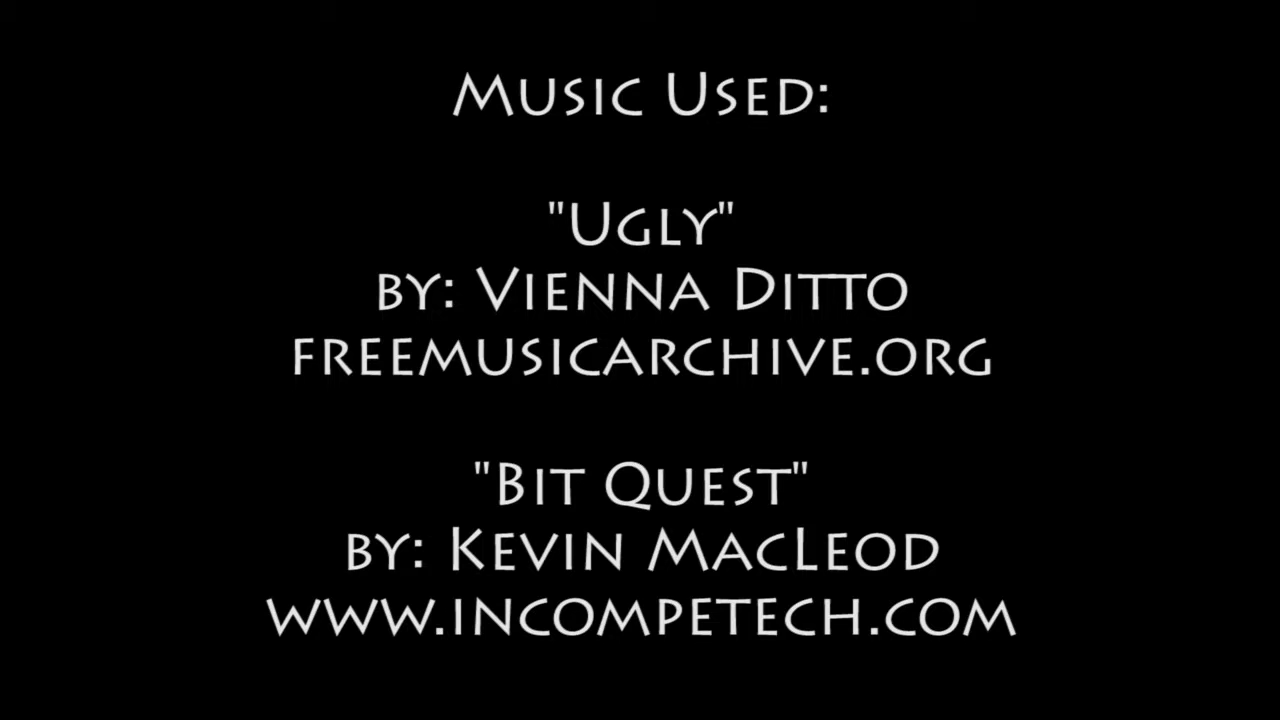 Music Used:
"Ugly"
by: Vienna Ditto
freemusicarchive.org
"Bit Quest"
by: Kevin MacLeod
www.incompetech.com